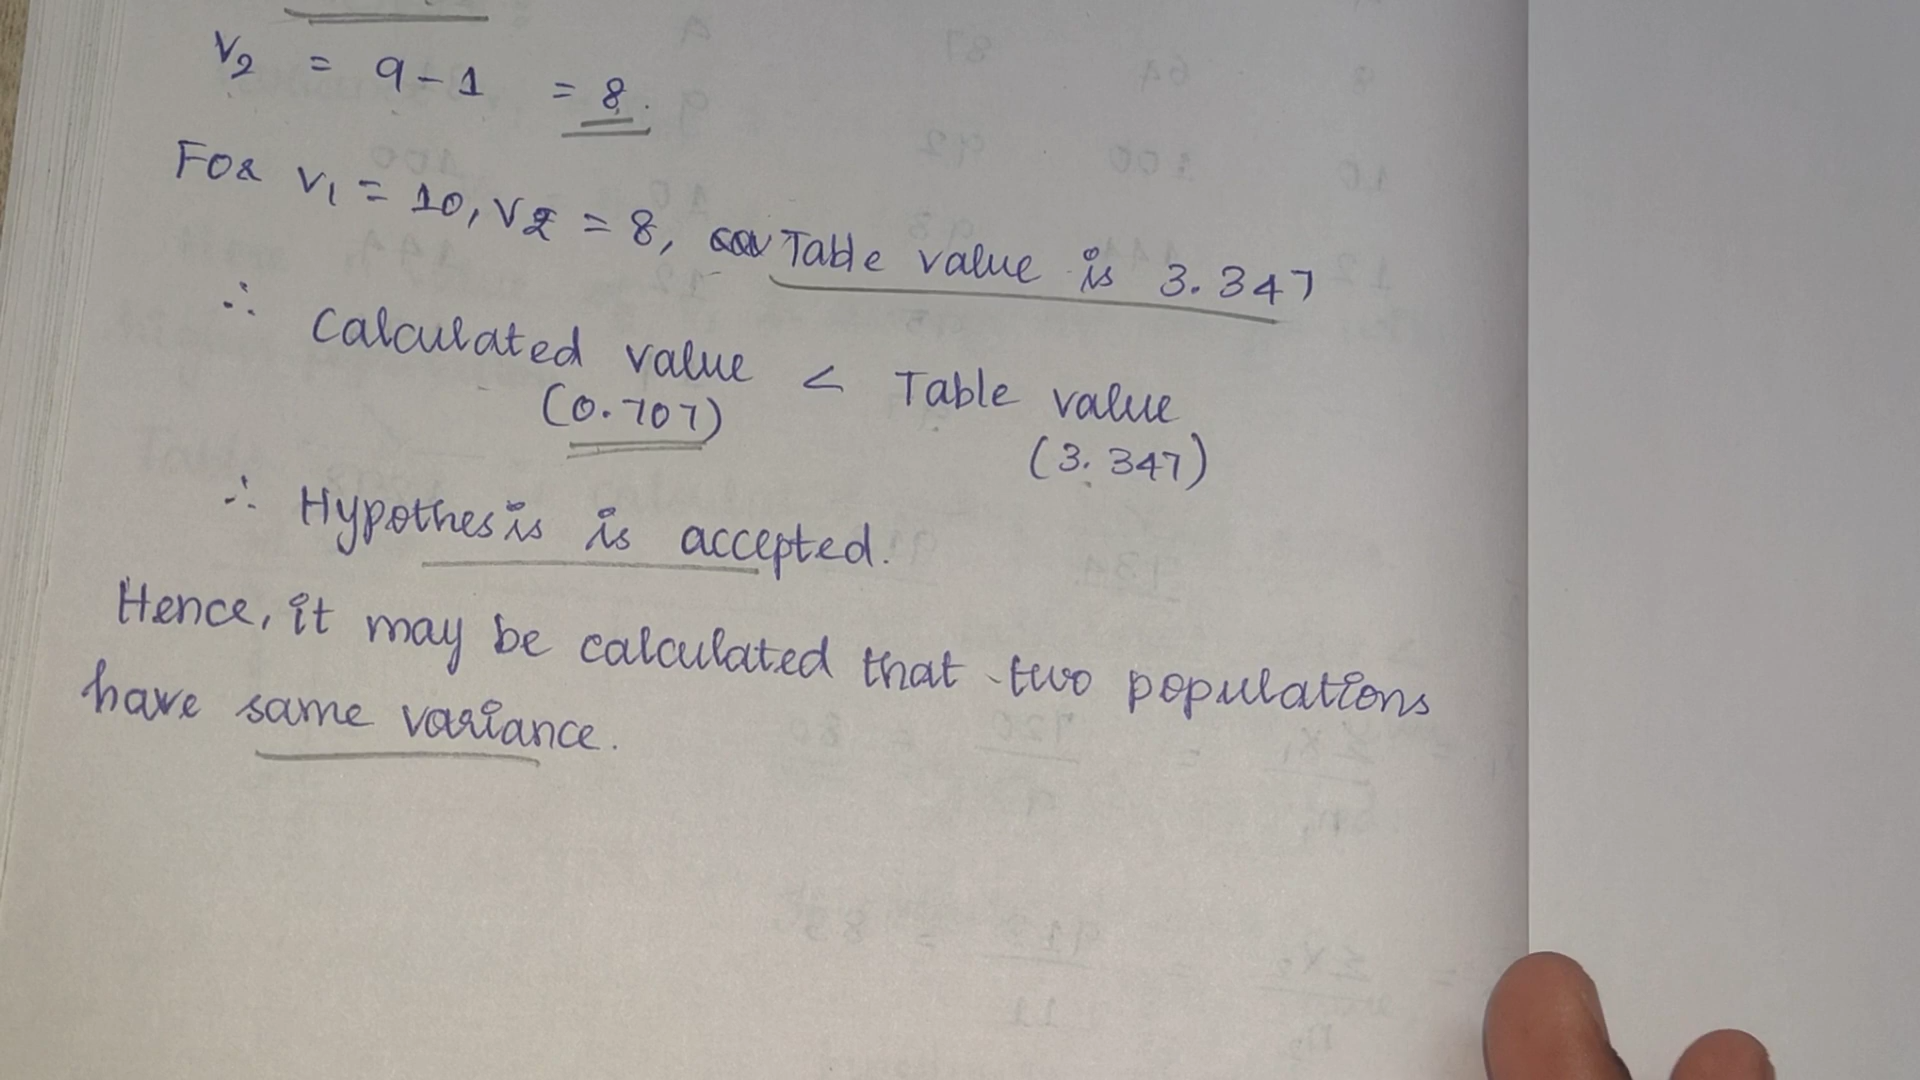 V₂ = 9 - 1 = 8.
For V₁ = 10, V₂ = 8, Table value is 3.347
∴ Calculated value < Table value
(0.707) (3.347)
∴ Hypothesis is accepted.
Hence, it may be calculated that two populations
have same variance.